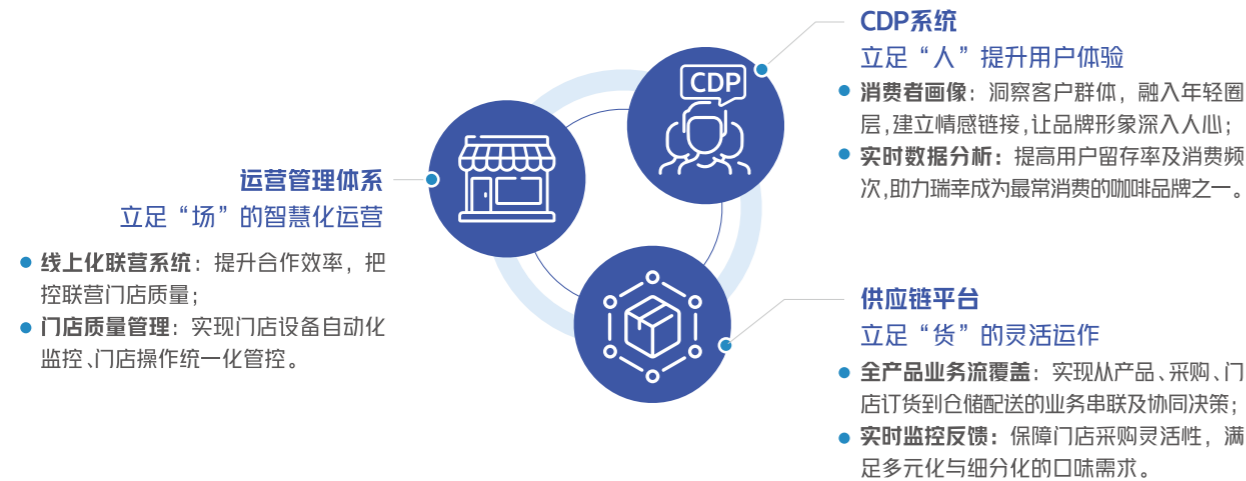 CDP系统
立足“人”提升用户体验
消费者画像：洞察客户群体，融入年轻圈
层,建立情感链接,让品牌形象深入人心；
实时数据分析：提高用户留存率及消费频
次,助力瑞幸成为最常消费的咖啡品牌之一。
CDP
运营管理体系
立足“场”的智慧化运营
线上化联营系统：提升合作效率，把
控联营门店质量；
门店质量管理：实现门店设备自动化
监控、门店操作统一化管控。
供应链平台
立足“货”的灵活运作
全产品业务流覆盖：实现从产品、采购、门
店订货到仓储配送的业务串联及协同决策；
实时监控反馈：保障门店采购灵活性，满
足多元化与细分化的口味需求。